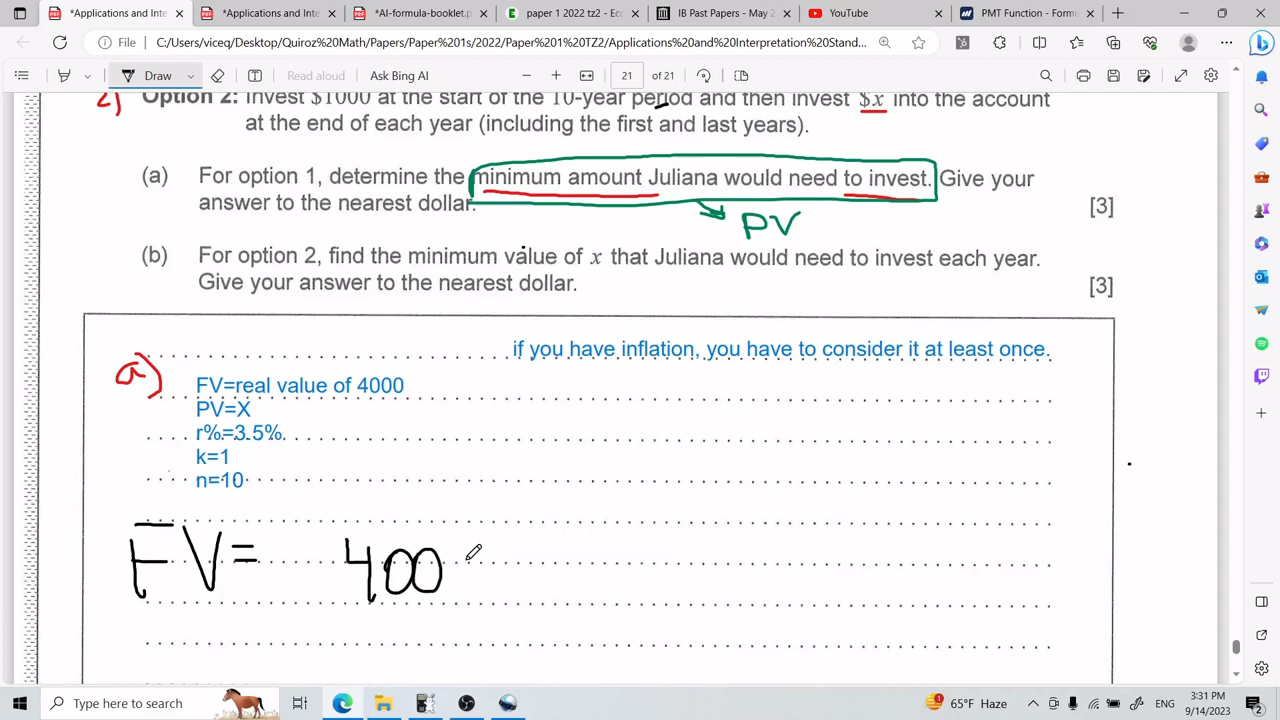 *Applications and Inter
*Applications and Inter
*AI-formula-booklet.p
paper 1 2022 tz2 - Eco
IB Past Papers - May 2
YouTube
PMT Function - Formu
File
C:/Users/viceq/Desktop/Quiroz%20Math/Papers/Paper%201s/2022/Paper%201%20TZ2/Applications%20and%20Interpretation%20Stand...
Draw
Read aloud
Ask Bing AI
21
of 21
2)
Option 2: Invest $1000 at the start of the 10-year period and then invest $x into the account
at the end of each year (including the first and last years).
(a) For option 1, determine the minimum amount Juliana would need to invest. Give your
answer to the nearest dollar.
[3]
PV
(b) For option 2, find the minimum value of x that Juliana would need to invest each year.
Give your answer to the nearest dollar.
[3]
if you have inflation, you have to consider it at least once.
a)
FV=real value of 4000
PV=X
r%=3.5%
k=1
n=10
FV= 400
Type here to search
65°F Haze
ENG
3:31 PM
9/14/2023
2